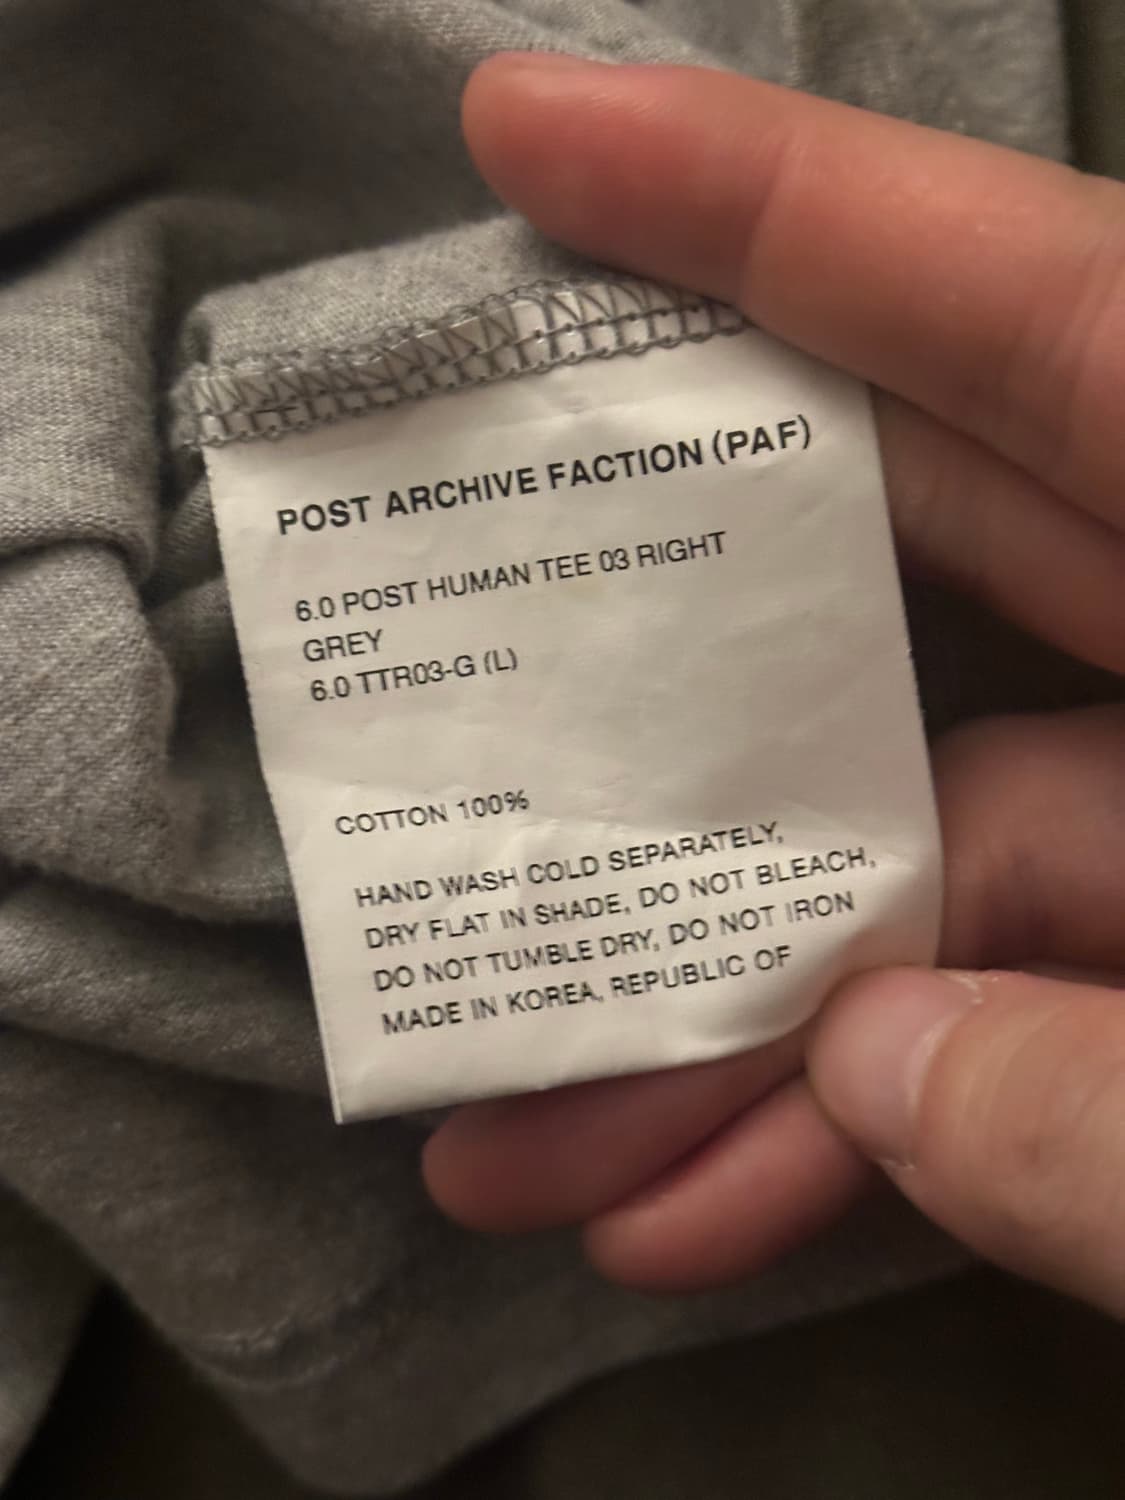 POST ARCHIVE FACTION (PAF)
6.0 POST HUMAN TEE 03 RIGHT
GREY
6.0 TTR03-G (L)
COTTON 100%
HAND WASH COLD SEPARATELY,
DRY FLAT IN SHADE, DO NOT BLEACH,
DO NOT TUMBLE DRY, DO NOT IRON
MADE IN KOREA, REPUBLIC OF